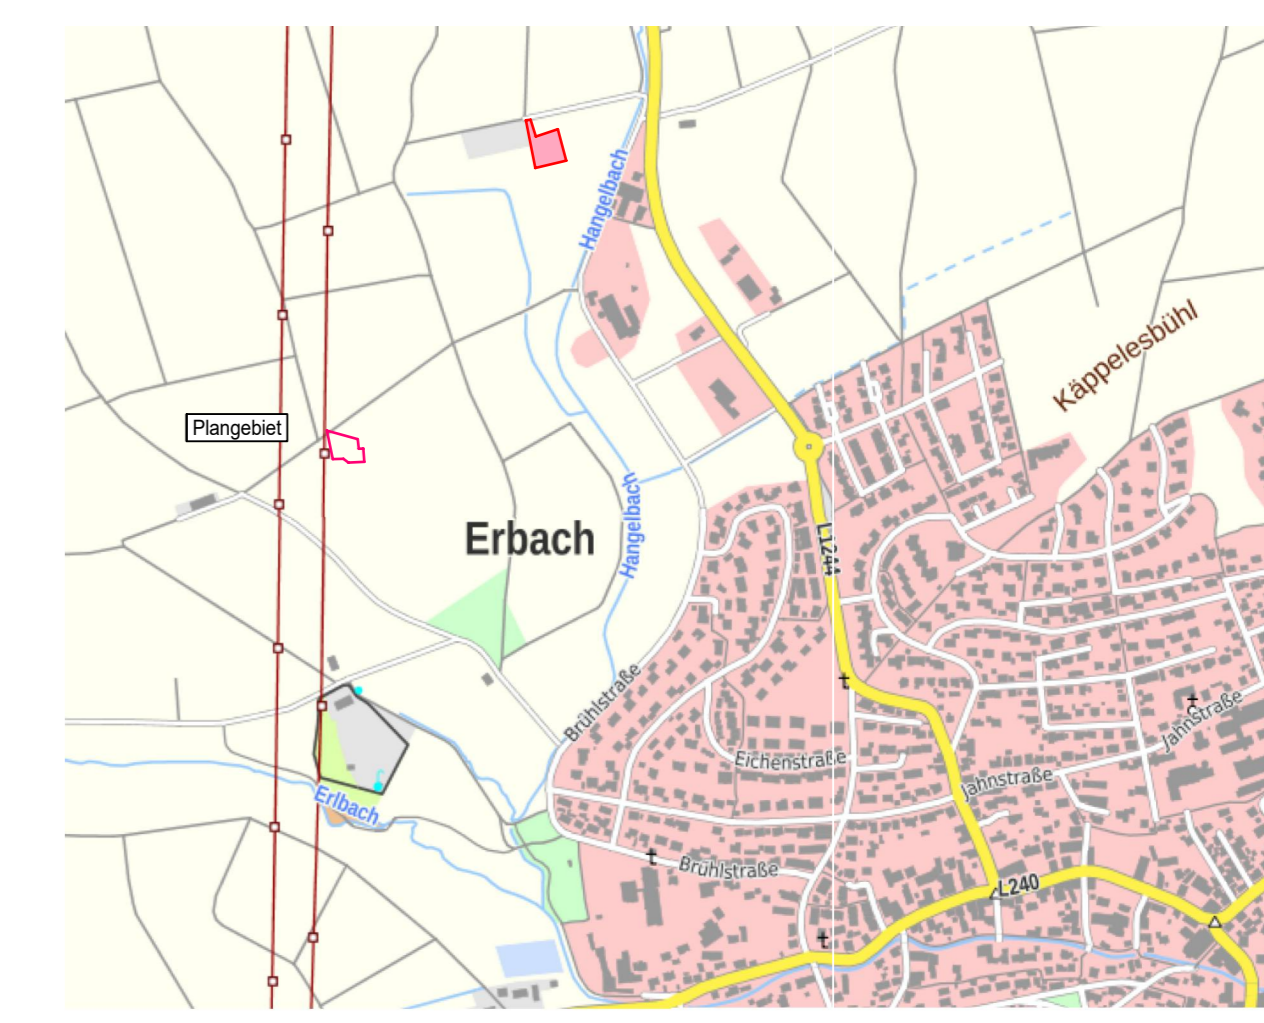 Hangelbach
Käppelesbühl
Plangebiet
Erbach
Hangelbach
L1244
Brühlstraße
Jahnstraße
Eichenstraße
Jahnstraße
Erlbach
Brühlstraße
L240